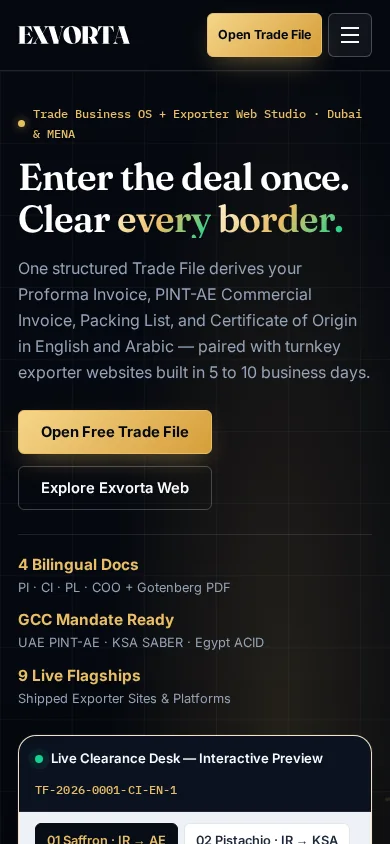 EXVORTA
Open Trade File
Trade Business OS + Exporter Web Studio · Dubai
& MENA
Enter the deal once.
Clear every border.
One structured Trade File derives your
Proforma Invoice, PINT-AE Commercial
Invoice, Packing List, and Certificate of Origin
in English and Arabic — paired with turnkey
exporter websites built in 5 to 10 business days.
Open Free Trade File
Explore Exvorta Web
4 Bilingual Docs
PI · CI · PL · COO + Gotenberg PDF
GCC Mandate Ready
UAE PINT-AE · KSA SABER · Egypt ACID
9 Live Flagships
Shipped Exporter Sites & Platforms
Live Clearance Desk — Interactive Preview
TF-2026-0001-CI-EN-1
01 Saffron · IR → AE
02 Pistachio · IR → KSA